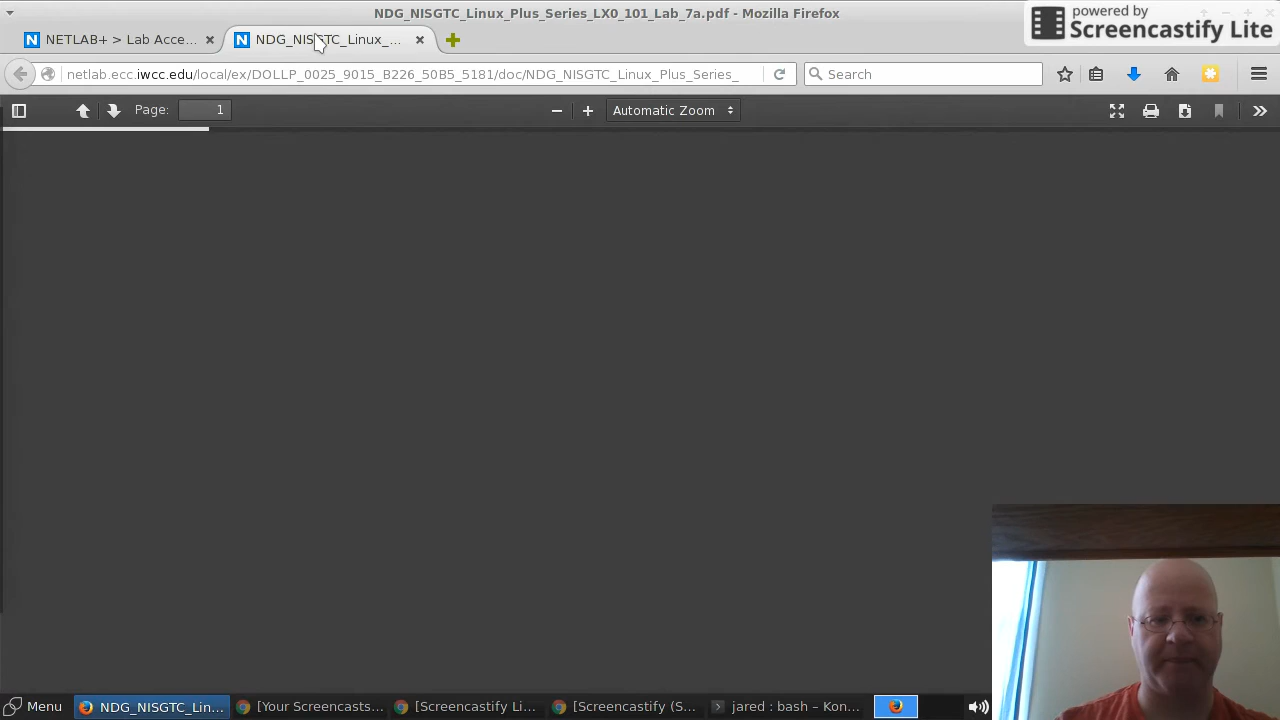 NDG_NISGTC_Linux_Plus_Series_LX0_101_Lab_7a.pdf - Mozilla Firefox
powered by
Screencastify Lite
NETLAB+ > Lab Acce...
NDG_NISGTC_Linux_...
netlab.ecc.iwcc.edu/local/ex/DOLLP_0025_9015_B226_50B5_5181/doc/NDG_NISGTC_Linux_Plus_Series_
Search
Page: 1
Automatic Zoom
Menu
NDG_NISGTC_Lin...
[Your Screencasts...
[Screencastify Li...
[Screencastify (S...
jared : bash – Kon...